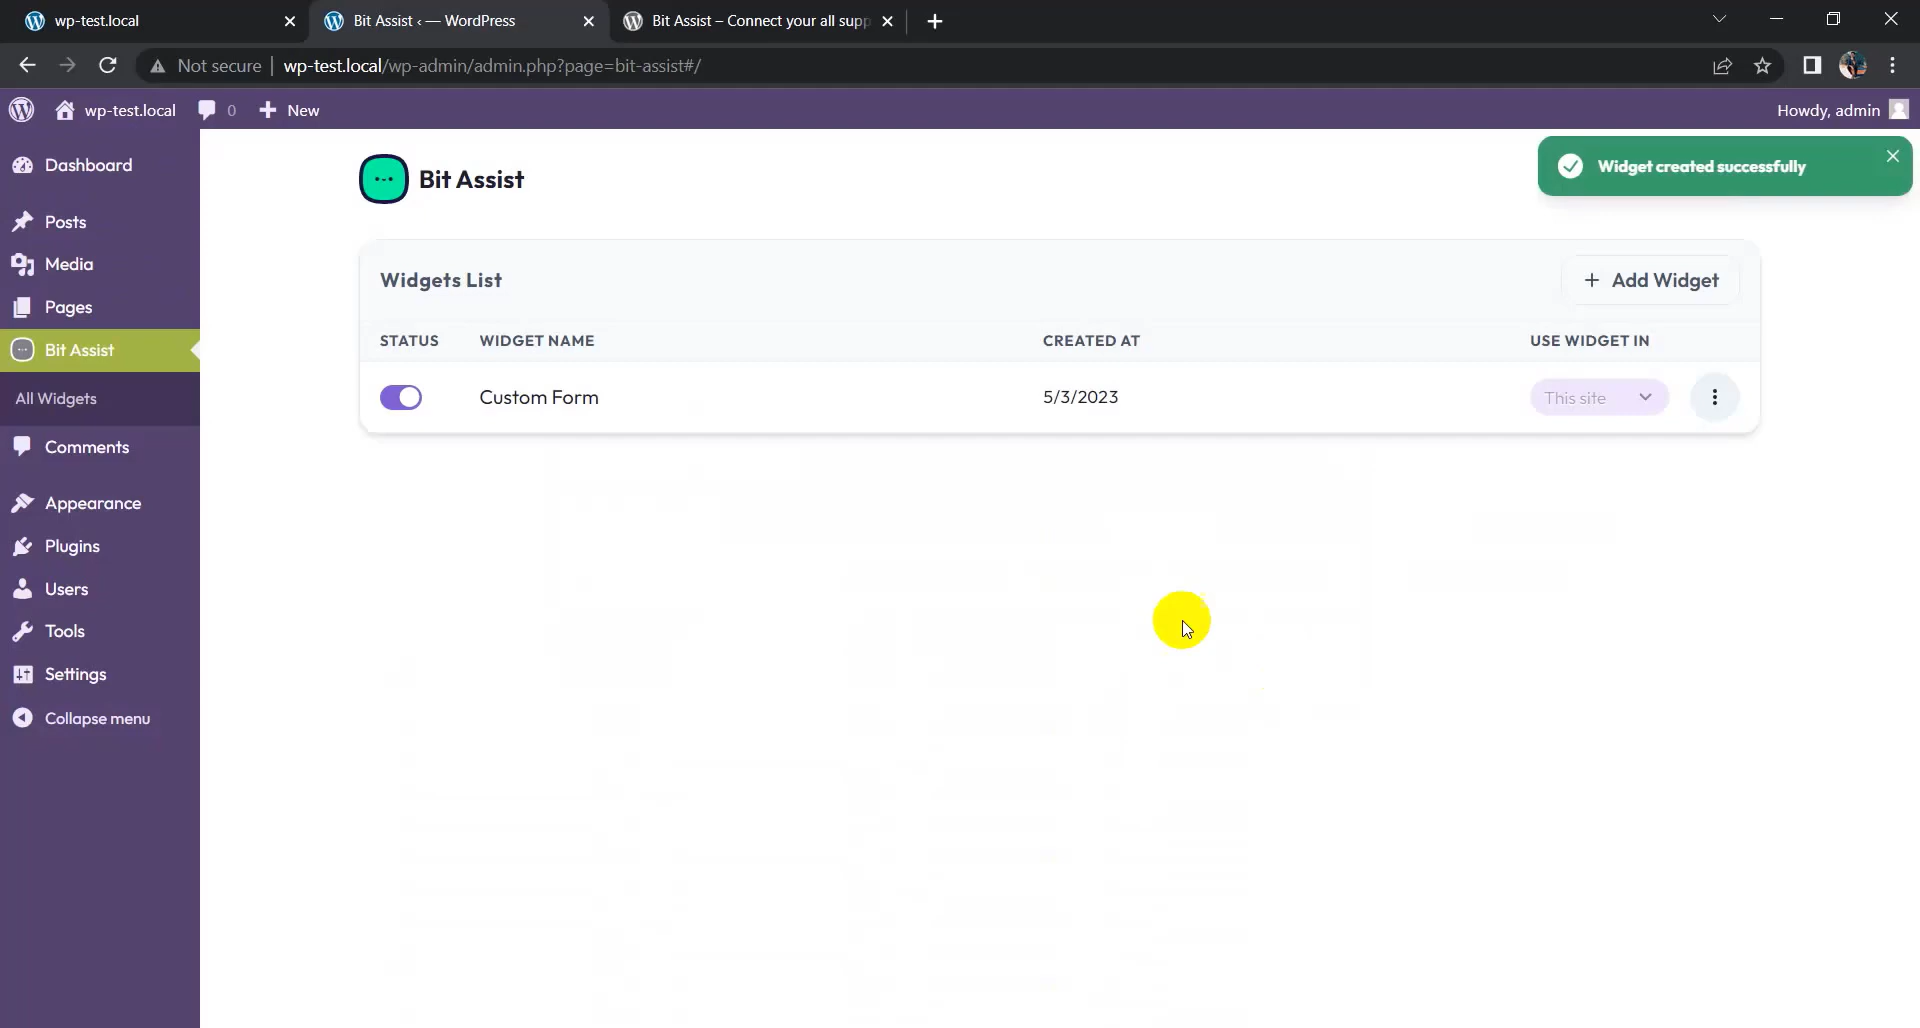 wp-test.local
Bit Assist ‹ — WordPress
Bit Assist – Connect your all supp
Not secure
wp-test.local/wp-admin/admin.php?page=bit-assist#/
wp-test.local
0
New
Howdy, admin
Dashboard
Posts
Media
Pages
Bit Assist
All Widgets
Comments
Appearance
Plugins
Users
Tools
Settings
Collapse menu
Bit Assist
Widget created successfully
Widgets List
+ Add Widget
STATUS WIDGET NAME CREATED AT USE WIDGET IN
Custom Form 5/3/2023 This site